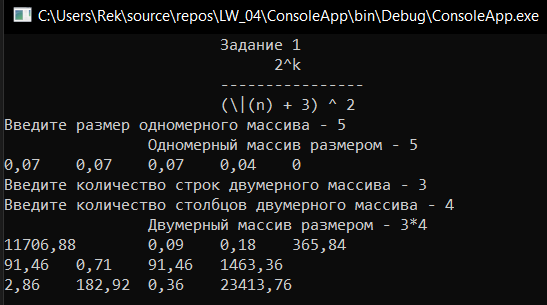 C:\Users\Rek\source\repos\LW_04\ConsoleApp\bin\Debug\ConsoleApp.exe
Задание 1
2^k
----------------
(\|(n) + 3) ^ 2
Введите размер одномерного массива - 5
Одномерный массив размером - 5
0,07 0,07 0,07 0,04 0
Введите количество строк двумерного массива - 3
Введите количество столбцов двумерного массива - 4
Двумерный массив размером - 3*4
11706,88 0,09 0,18 365,84
91,46 0,71 91,46 1463,36
2,86 182,92 0,36 23413,76